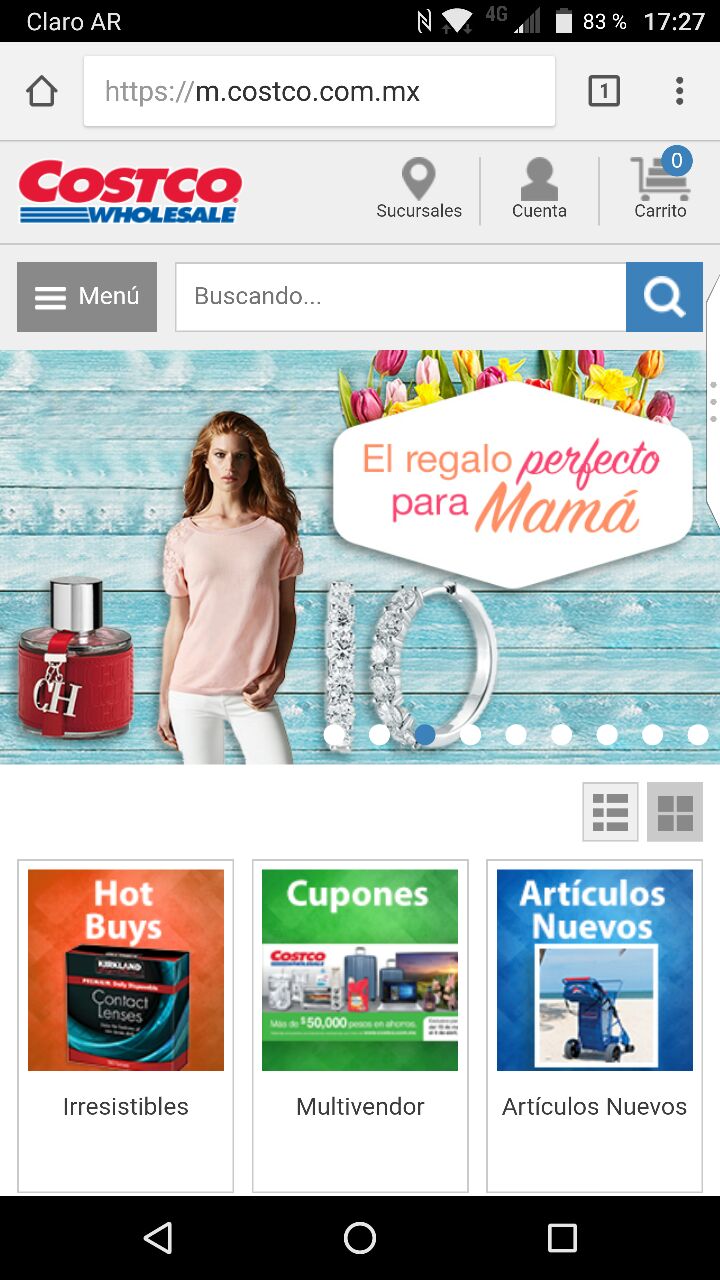 Claro AR
4G
83 %
17:27
https://m.costco.com.mx
1
COSTCO
WHOLESALE
Sucursales
Cuenta
0
Carrito
Menú
Buscando...
El regalo perfecto
para Mamá
CH
Hot
Buys
KIRKLAND
Contact
Lenses
Irresistibles
Cupones
COSTCO
WHOLESALE
Más de $50,000 pesos en ahorros.
Multivendor
Artículos
Nuevos
Artículos Nuevos